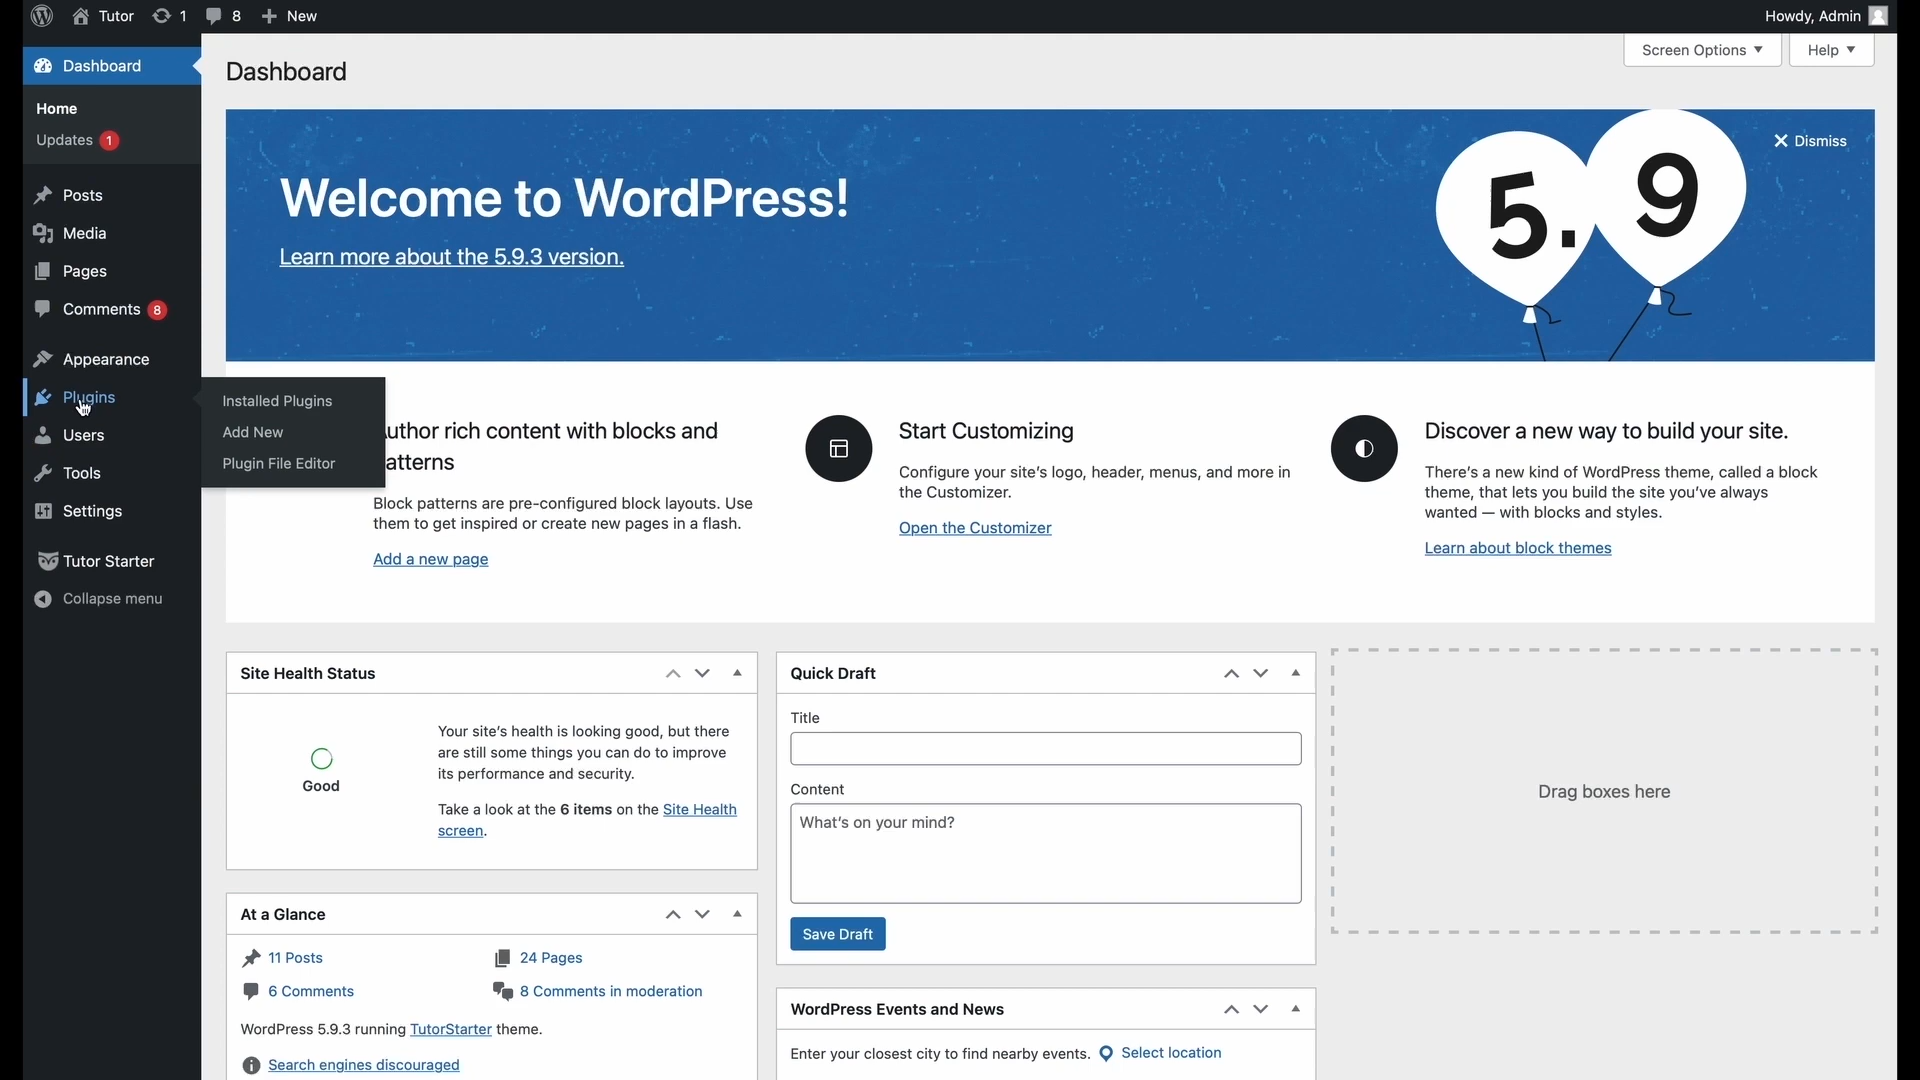 Tutor 1 8 New
Howdy, Admin
Dashboard
Home
Updates 1
Posts
Media
Pages
Comments 8
Appearance
Plugins
Users
Tools
Settings
Tutor Starter
Collapse menu
Installed Plugins
Add New
Plugin File Editor
Dashboard
Screen Options
Help
Welcome to WordPress!
Learn more about the 5.9.3 version.
5.9
Dismiss
uthor rich content with blocks and
atterns
Block patterns are pre-configured block layouts. Use
them to get inspired or create new pages in a flash.
Add a new page
Start Customizing
Configure your site's logo, header, menus, and more in
the Customizer.
Open the Customizer
Discover a new way to build your site.
There's a new kind of WordPress theme, called a block
theme, that lets you build the site you've always
wanted — with blocks and styles.
Learn about block themes
Site Health Status
Good
Your site's health is looking good, but there
are still some things you can do to improve
its performance and security.
Take a look at the 6 items on the Site Health
screen.
At a Glance
11 Posts
24 Pages
6 Comments
8 Comments in moderation
WordPress 5.9.3 running TutorStarter theme.
Search engines discouraged
Quick Draft
Title
Content
What's on your mind?
Save Draft
WordPress Events and News
Enter your closest city to find nearby events. Select location
Drag boxes here